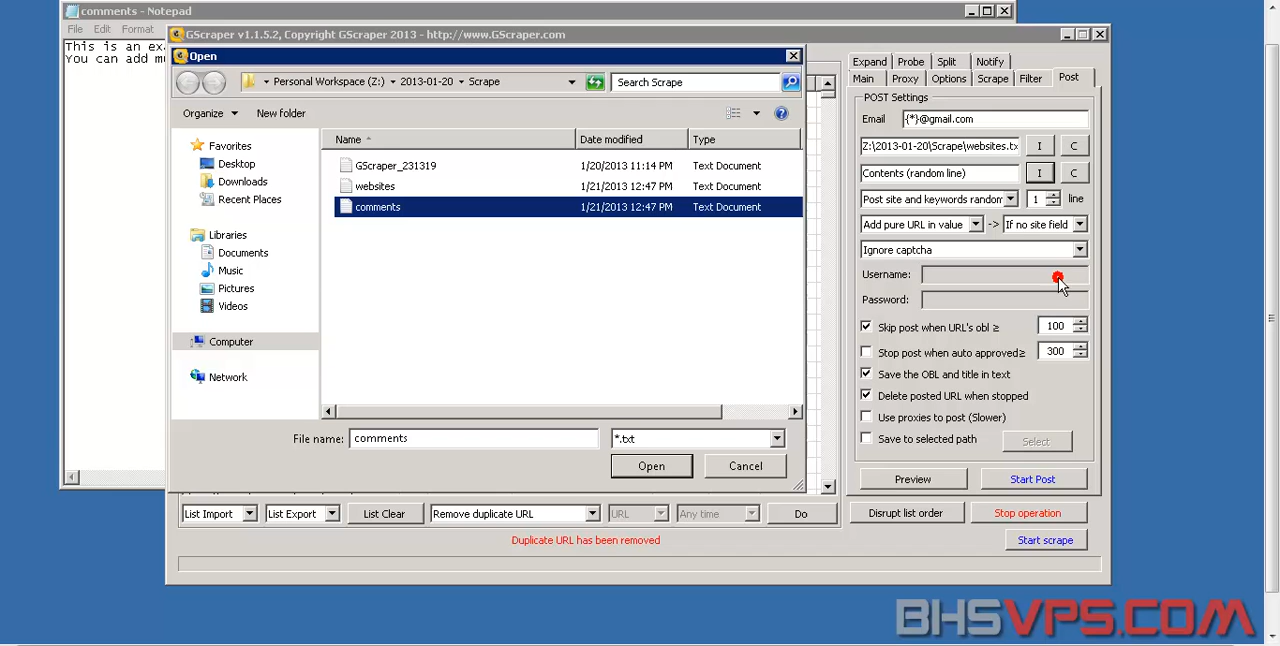 comments - Notepad
File Edit Format
This is an
You can add
GScraper v1.1.5.2, Copyright GScraper 2013 - http://www.GScraper.com
Open
Personal Workspace (Z:) 2013-01-20 Scrape
Search Scrape
Organize New folder
Favorites
Desktop
Downloads
Recent Places
Libraries
Documents
Music
Pictures
Videos
Computer
Network
Name Date modified Type
GScraper_231319 1/20/2013 11:14 PM Text Document
websites 1/21/2013 12:47 PM Text Document
comments 1/21/2013 12:47 PM Text Document
File name: comments *.txt
Open Cancel
Expand Probe Split Notify
Main Proxy Options Scrape Filter Post
POST Settings
Email {*}@gmail.com
Z:\2013-01-20\Scrape\websites.tx I C
Contents (random line) I C
Post site and keywords random 1 line
Add pure URL in value -> If no site field
Ignore captcha
Username:
Password:
Skip post when URL's obl ≥ 100
Stop post when auto approved≥ 300
Save the OBL and title in text
Delete posted URL when stopped
Use proxies to post (Slower)
Save to selected path Select
Preview Start Post
List Import List Export List Clear Remove duplicate URL URL Any time Do
Disrupt list order Stop operation
Duplicate URL has been removed
Start scrape
BHSVPS.COM